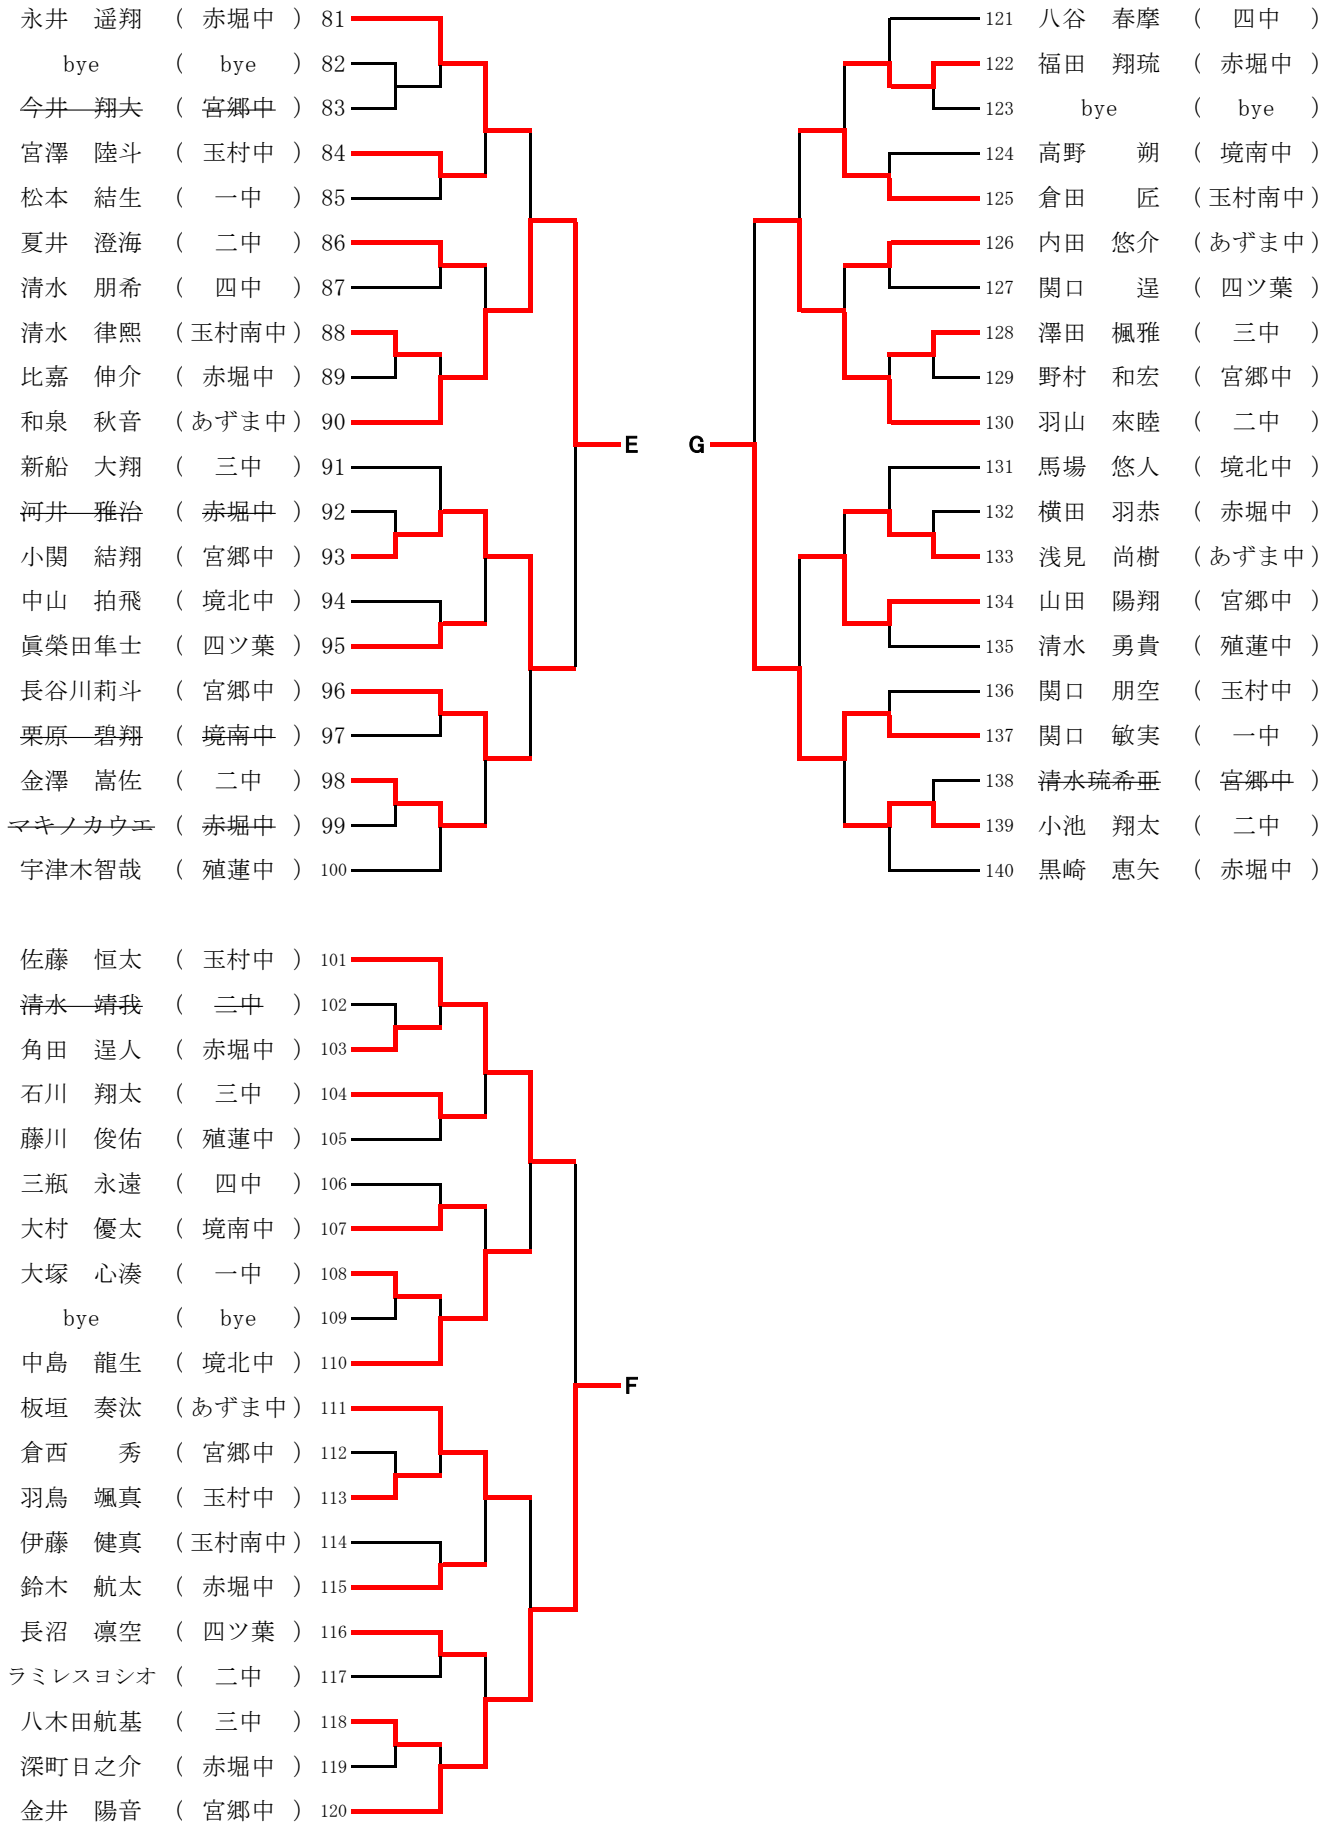 永井 遥翔 ( 赤堀中 ) 81
bye ( bye ) 82
今井 翔大 ( 宮郷中 ) 83
宮澤 陸斗 ( 玉村中 ) 84
松本 結生 ( 一中 ) 85
夏井 澄海 ( 二中 ) 86
清水 朋希 ( 四中 ) 87
清水 律熙 ( 玉村南中 ) 88
比嘉 伸介 ( 赤堀中 ) 89
和泉 秋音 ( あずま中 ) 90
新船 大翔 ( 三中 ) 91
河井 雅治 ( 赤堀中 ) 92
小関 結翔 ( 宮郷中 ) 93
中山 拍飛 ( 境北中 ) 94
眞榮田隼士 ( 四ツ葉 ) 95
長谷川莉斗 ( 宮郷中 ) 96
栗原 碧翔 ( 境南中 ) 97
金澤 嵩佐 ( 二中 ) 98
マキノカウエ ( 赤堀中 ) 99
宇津木智哉 ( 殖蓮中 ) 100
E
121 八谷 春摩 ( 四中 )
122 福田 翔琉 ( 赤堀中 )
123 bye ( bye )
124 高野 朔 ( 境南中 )
125 倉田 匠 ( 玉村南中 )
126 内田 悠介 ( あずま中 )
127 関口 逞 ( 四ツ葉 )
128 澤田 楓雅 ( 三中 )
129 野村 和宏 ( 宮郷中 )
130 羽山 來睦 ( 二中 )
G
131 馬場 悠人 ( 境北中 )
132 横田 羽恭 ( 赤堀中 )
133 浅見 尚樹 ( あずま中 )
134 山田 陽翔 ( 宮郷中 )
135 清水 勇貴 ( 殖蓮中 )
136 関口 朋空 ( 玉村中 )
137 関口 敏実 ( 一中 )
138 清水琉希亜 ( 宮郷中 )
139 小池 翔太 ( 二中 )
140 黒崎 恵矢 ( 赤堀中 )
佐藤 恒太 ( 玉村中 ) 101
清水 靖我 ( 二中 ) 102
角田 逞人 ( 赤堀中 ) 103
石川 翔太 ( 三中 ) 104
藤川 俊佑 ( 殖蓮中 ) 105
三瓶 永遠 ( 四中 ) 106
大村 優太 ( 境南中 ) 107
大塚 心湊 ( 一中 ) 108
bye ( bye ) 109
中島 龍生 ( 境北中 ) 110
板垣 奏汰 ( あずま中 ) 111
倉西 秀 ( 宮郷中 ) 112
羽鳥 颯真 ( 玉村中 ) 113
伊藤 健真 ( 玉村南中 ) 114
鈴木 航太 ( 赤堀中 ) 115
長沼 凛空 ( 四ツ葉 ) 116
ラミレスヨシオ ( 二中 ) 117
八木田航基 ( 三中 ) 118
深町日之介 ( 赤堀中 ) 119
金井 陽音 ( 宮郷中 ) 120
F